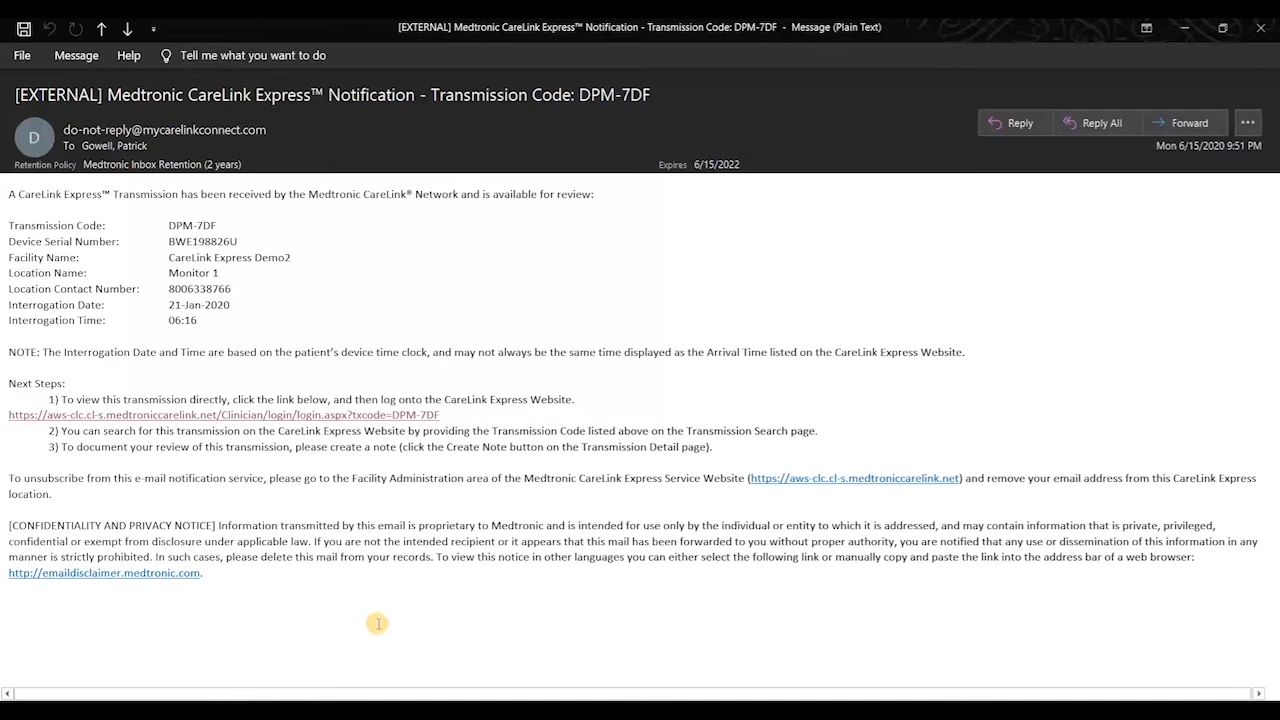 [EXTERNAL] Medtronic CareLink Express™ Notification - Transmission Code: DPM-7DF - Message (Plain Text)
File Message Help Tell me what you want to do
[EXTERNAL] Medtronic CareLink Express™ Notification - Transmission Code: DPM-7DF
D
do-not-reply@mycarelinkconnect.com
To Gowell, Patrick
Reply Reply All Forward
Mon 6/15/2020 9:51 PM
Retention Policy Medtronic Inbox Retention (2 years) Expires 6/15/2022
A CareLink Express™ Transmission has been received by the Medtronic CareLink® Network and is available for review:
Transmission Code: DPM-7DF
Device Serial Number: BWE198826U
Facility Name: CareLink Express Demo2
Location Name: Monitor 1
Location Contact Number: 8006338766
Interrogation Date: 21-Jan-2020
Interrogation Time: 06:16
NOTE: The Interrogation Date and Time are based on the patient's device time clock, and may not always be the same time displayed as the Arrival Time listed on the CareLink Express Website.
Next Steps:
1) To view this transmission directly, click the link below, and then log onto the CareLink Express Website.
https://aws-clc.cl-s.medtroniccarelink.net/Clinician/login/login.aspx?txcode=DPM-7DF
2) You can search for this transmission on the CareLink Express Website by providing the Transmission Code listed above on the Transmission Search page.
3) To document your review of this transmission, please create a note (click the Create Note button on the Transmission Detail page).
To unsubscribe from this e-mail notification service, please go to the Facility Administration area of the Medtronic CareLink Express Service Website (https://aws-clc.cl-s.medtroniccarelink.net) and remove your email address from this CareLink Express
location.
[CONFIDENTIALITY AND PRIVACY NOTICE] Information transmitted by this email is proprietary to Medtronic and is intended for use only by the individual or entity to which it is addressed, and may contain information that is private, privileged,
confidential or exempt from disclosure under applicable law. If you are not the intended recipient or it appears that this mail has been forwarded to you without proper authority, you are notified that any use or dissemination of this information in any
manner is strictly prohibited. In such cases, please delete this mail from your records. To view this notice in other languages you can either select the following link or manually copy and paste the link into the address bar of a web browser:
http://emaildisclaimer.medtronic.com.